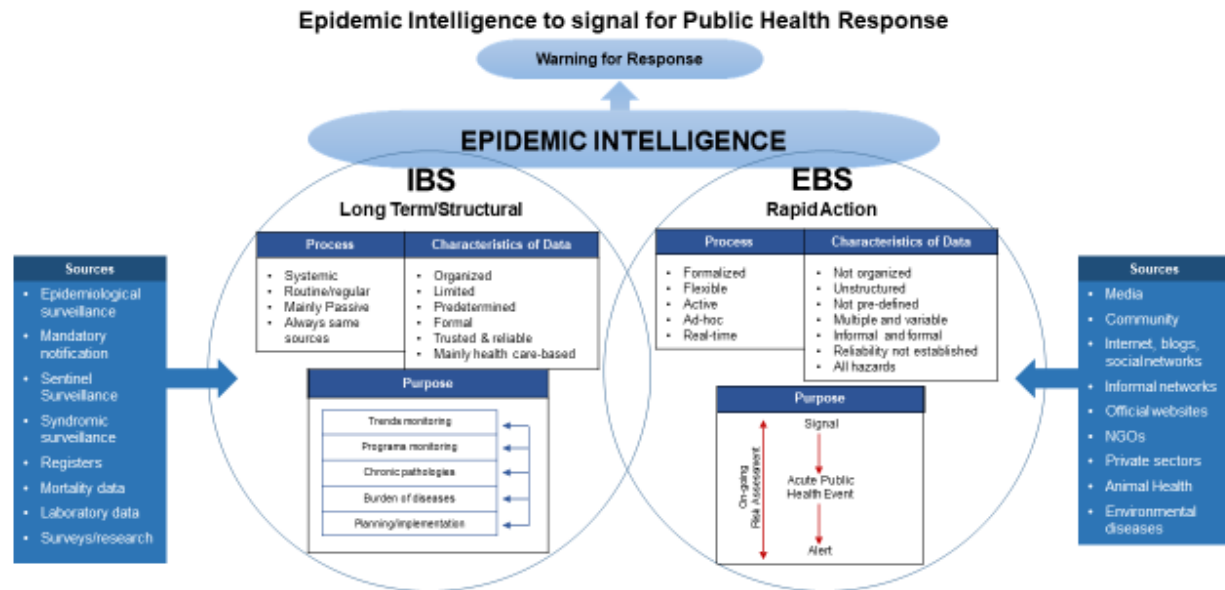 Epidemic Intelligence to signal for Public Health Response
Warning for Response
EPIDEMIC INTELLIGENCE
IBS
Long Term/Structural
Process
Characteristics of Data
Systemic
Routine/regular
Mainly Passive
Always same
sources
Organized
Limited
Predetermined
Formal
Trusted & reliable
Mainly health care-based
Purpose
Trenda monitoring
Programa monitoring
Chronic pathologies
Burden of diseases
Planning/implementation
Sources
Epidemiological
surveillance
Mandatory
notification
Sentinel
Surveillance
Syndromic
surveillance
Registers
Mortality data
Laboratory data
Surveys/research
EBS
Rapid Action
Process
Characteristics of Data
Formalized
Flexible
Active
Ad-hoc
Real-time
Not organized
Unstructured
Not pre-defined
Multiple and variable
Informal and formal
Reliability not established
All hazards
Purpose
Signal
On-going
Risk Assessment
Acute Public
Health Event
Alert
Sources
Media
Community
Internet, blogs,
social networks
Informal networks
Official websites
NGOs
Private sectors
Animal Health
Environmental
diseases